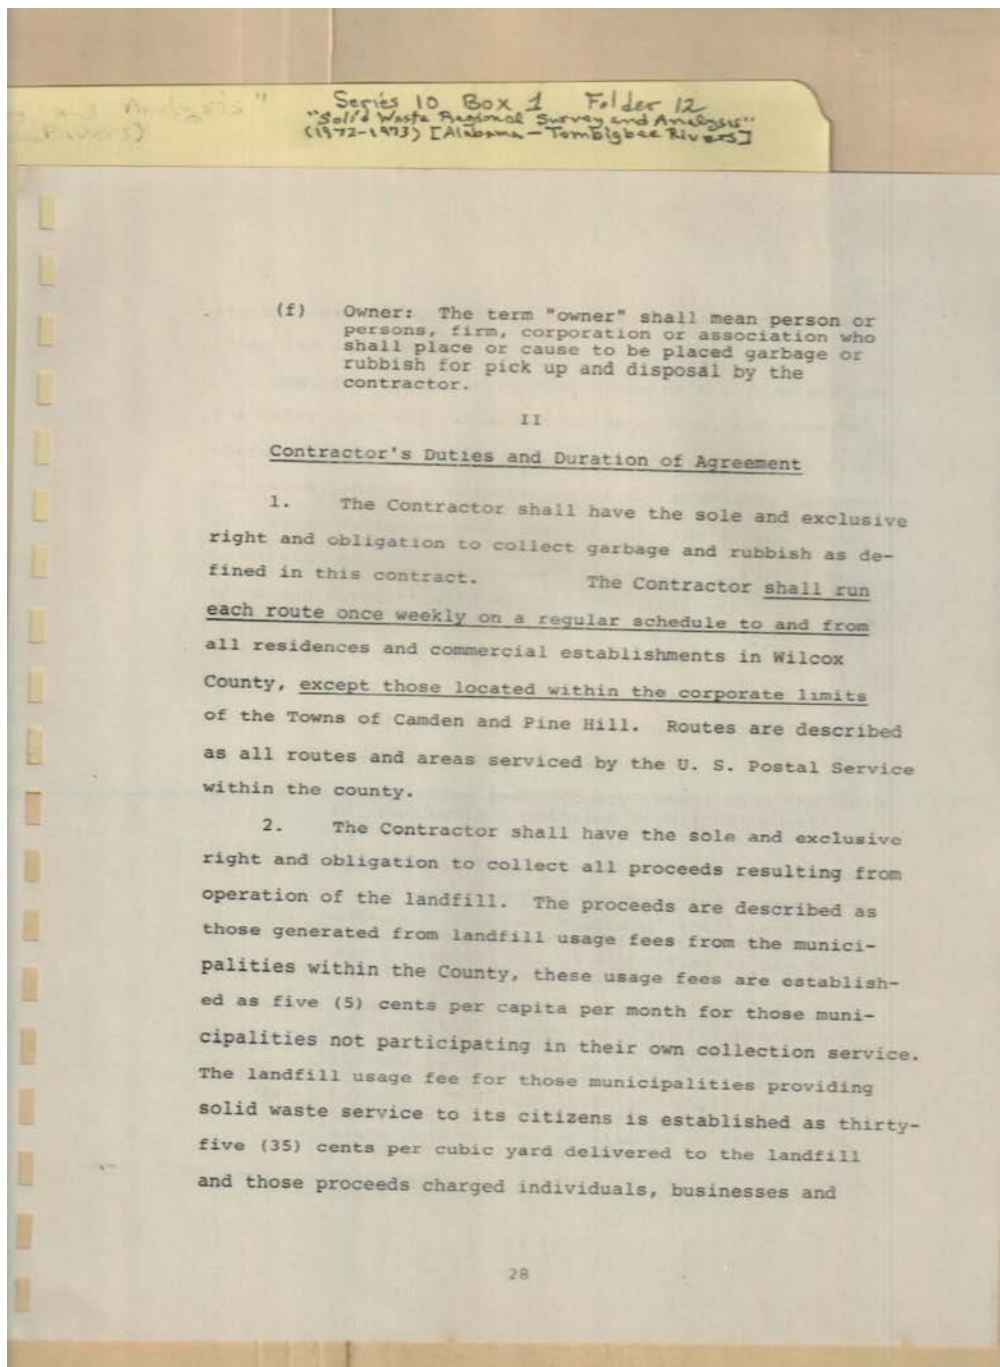 Analysis"
Rivers)
Series 10 Box 1 Folder 12
"Solid Waste Regional Survey and Analysis"
(1972-1973) [Alabama - Tombigbee Rivers]
(f) Owner: The term "owner" shall mean person or
persons, firm, corporation or association who
shall place or cause to be placed garbage or
rubbish for pick up and disposal by the
contractor.
II
Contractor's Duties and Duration of Agreement
1. The Contractor shall have the sole and exclusive
right and obligation to collect garbage and rubbish as de-
fined in this contract. The Contractor shall run
each route once weekly on a regular schedule to and from
all residences and commercial establishments in Wilcox
County, except those located within the corporate limits
of the Towns of Camden and Pine Hill. Routes are described
as all routes and areas serviced by the U. S. Postal Service
within the county.
2. The Contractor shall have the sole and exclusive
right and obligation to collect all proceeds resulting from
operation of the landfill. The proceeds are described as
those generated from landfill usage fees from the munici-
palities within the County, these usage fees are establish-
ed as five (5) cents per capita per month for those muni-
cipalities not participating in their own collection service.
The landfill usage fee for those municipalities providing
solid waste service to its citizens is established as thirty-
five (35) cents per cubic yard delivered to the landfill
and those proceeds charged individuals, businesses and
28